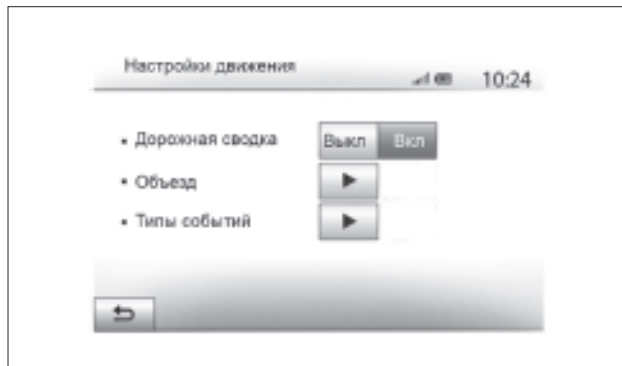 Настройки движения
10:24
• Дорожная сводка
Выкл Вкл
• Объезд
• Типы событий